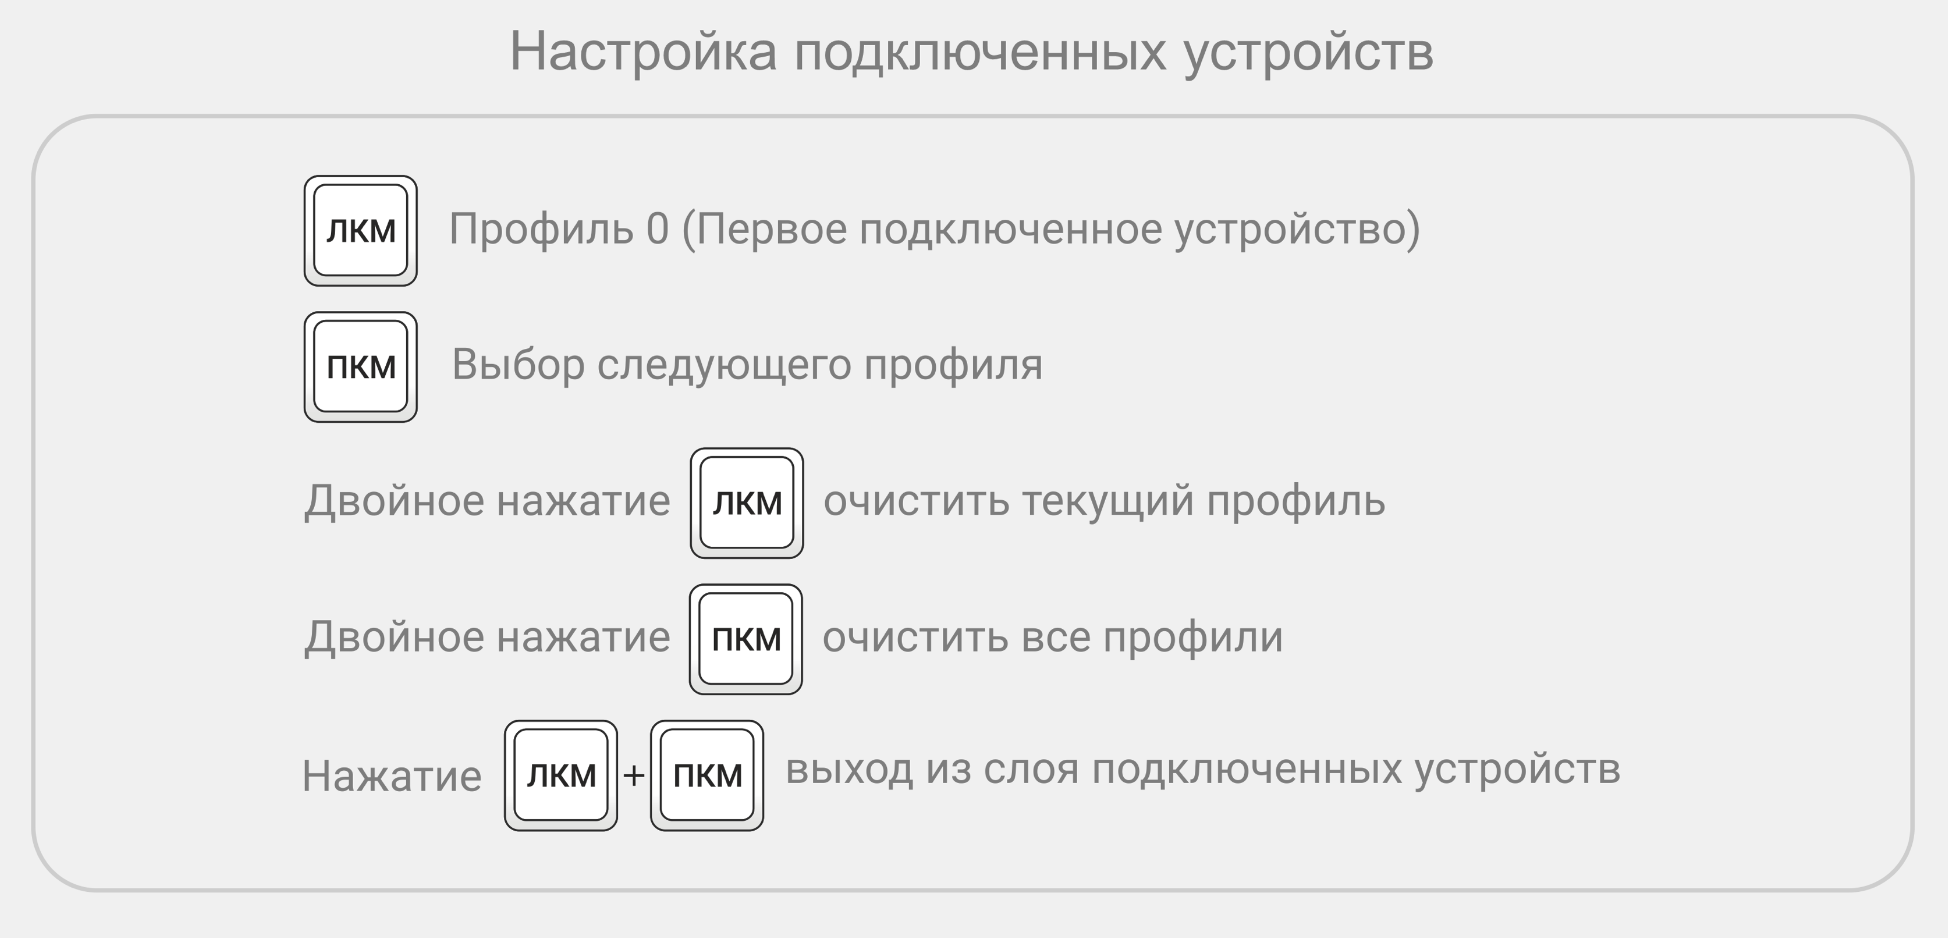 Настройка подключенных устройств
ЛКМ Профиль 0 (Первое подключенное устройство)
ПКМ Выбор следующего профиля
Двойное нажатие ЛКМ очистить текущий профиль
Двойное нажатие ПКМ очистить все профили
Нажатие ЛКМ + ПКМ выход из слоя подключенных устройств